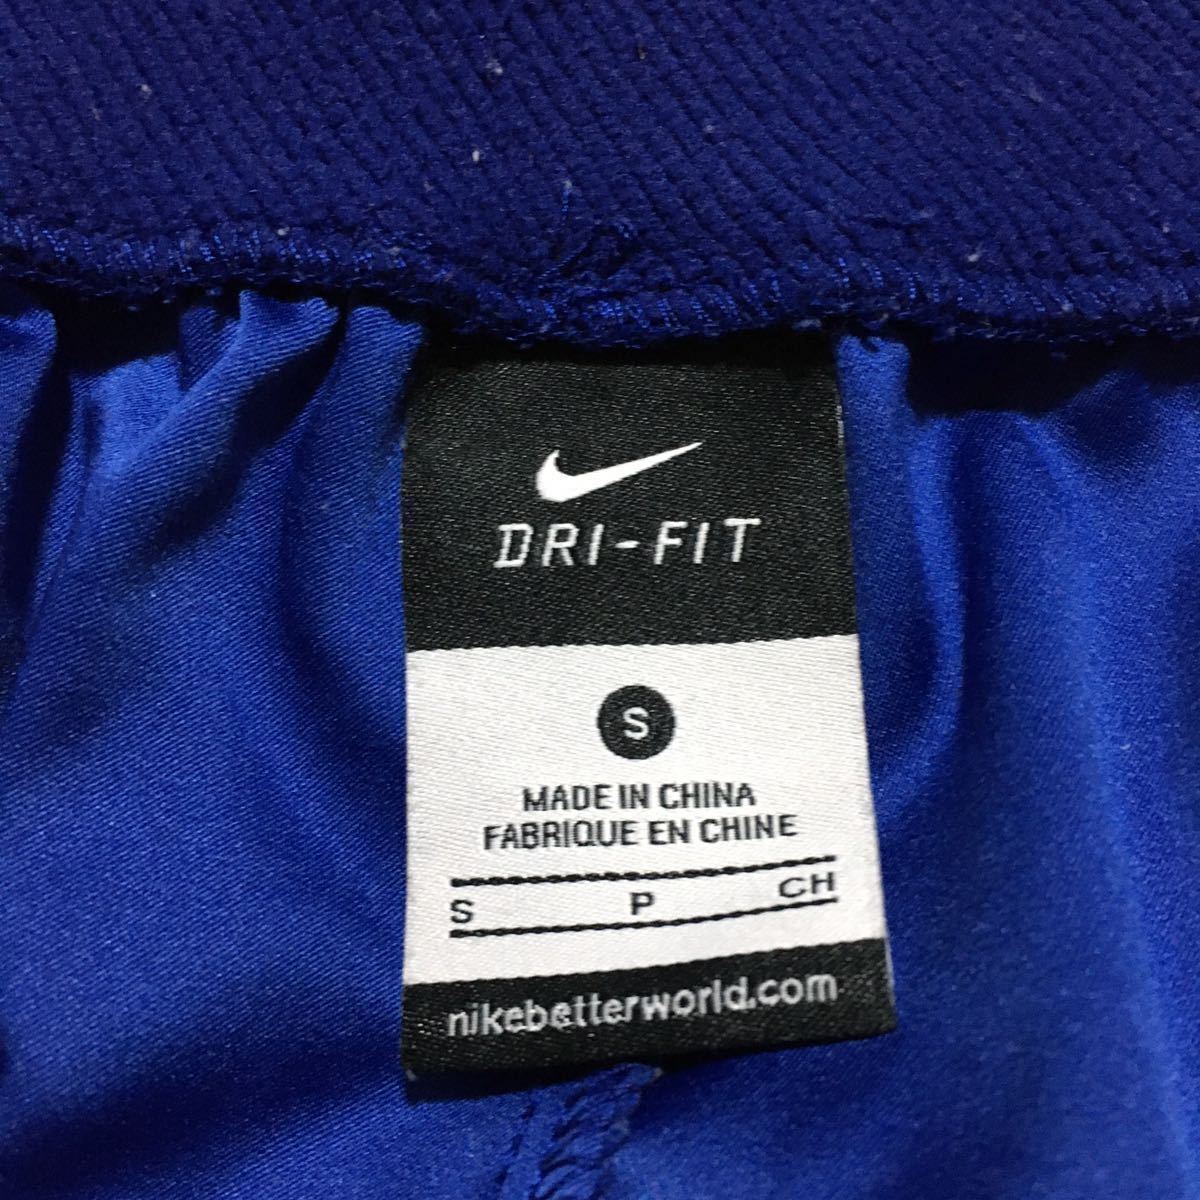 DRI-FIT
S
MADE IN CHINA
FABRIQUE EN CHINE
S P CH
nikebetterworld.com